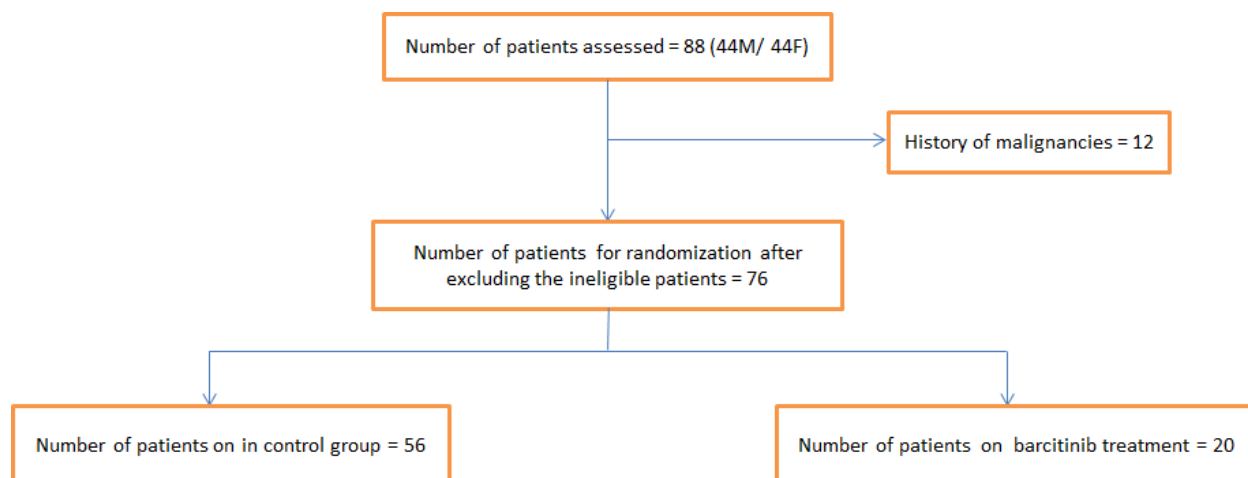 Number of patients assessed = 88 (44M/ 44F)
History of malignancies = 12
Number of patients for randomization after
excluding the ineligible patients = 76
Number of patients on in control group = 56
Number of patients on barcitinib treatment = 20